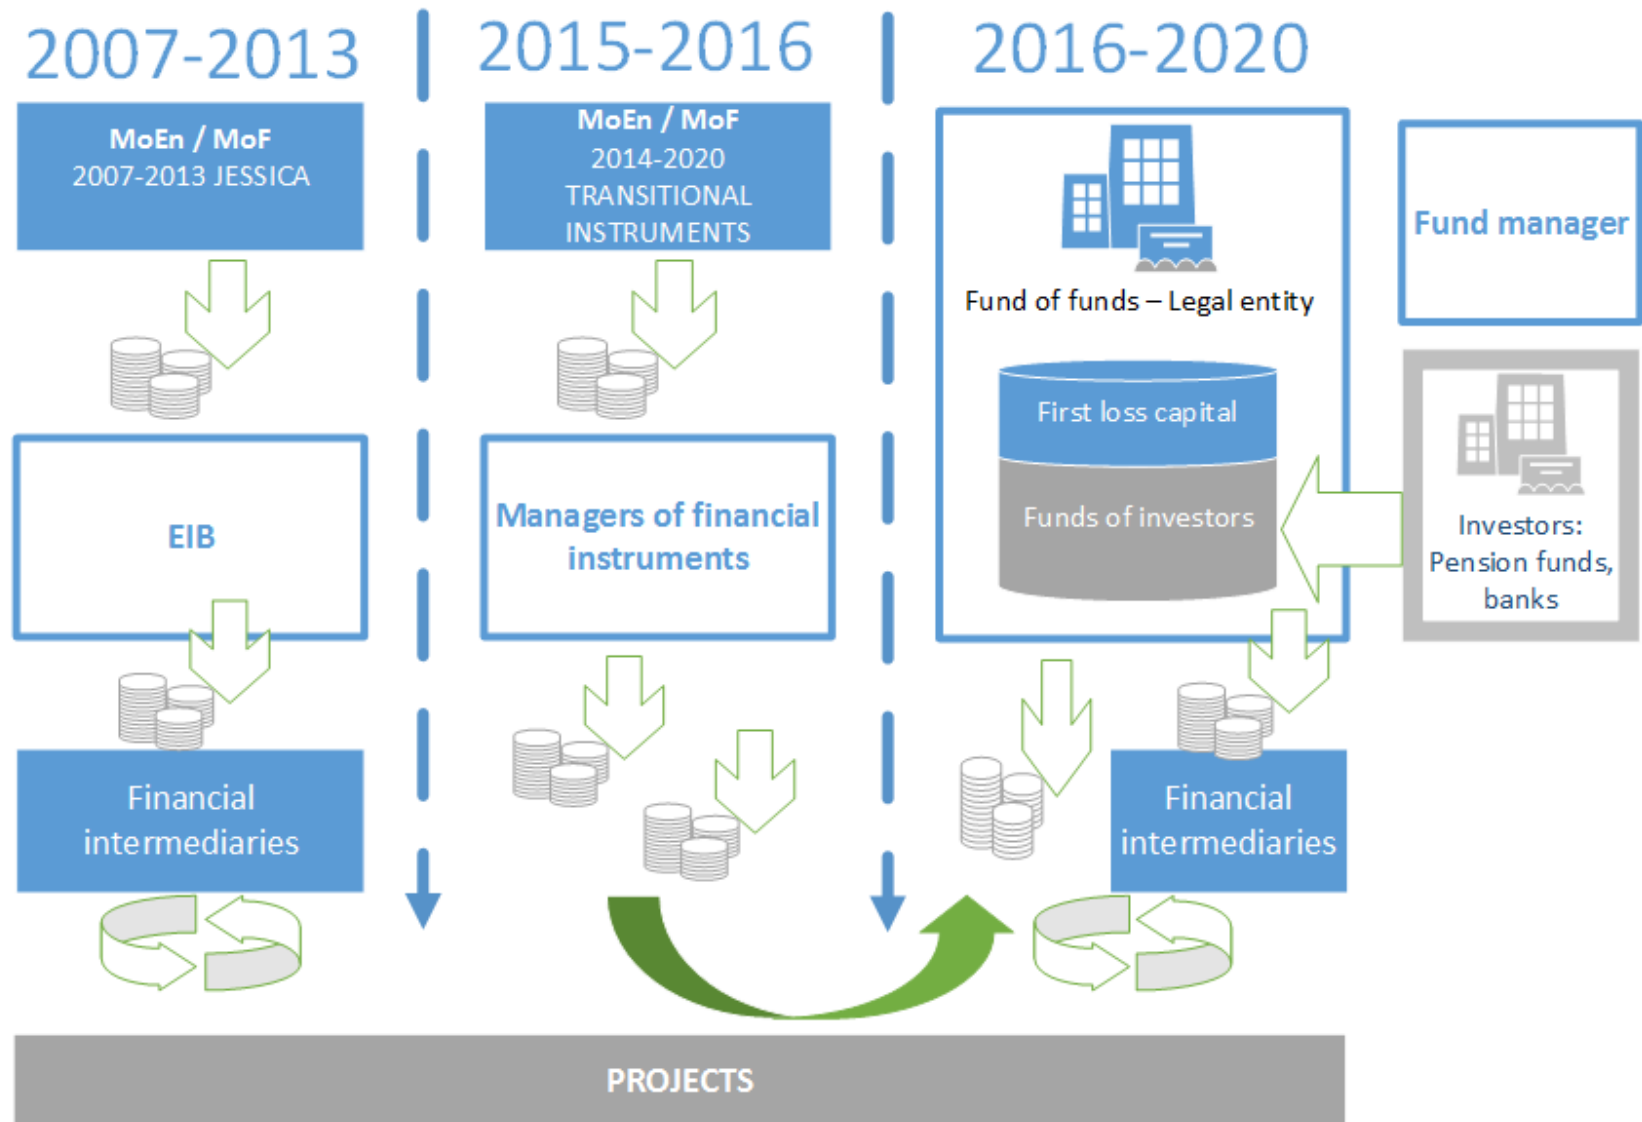 2007-2013
MoEn / MoF
2007-2013 JESSICA
EIB
Financial
intermediaries
2015-2016
MoEn / MoF
2014-2020
TRANSITIONAL
INSTRUMENTS
Managers of financial
instruments
2016-2020
Fund of funds – Legal entity
First loss capital
Funds of investors
Financial
intermediaries
Fund manager
Investors:
Pension funds,
banks
PROJECTS